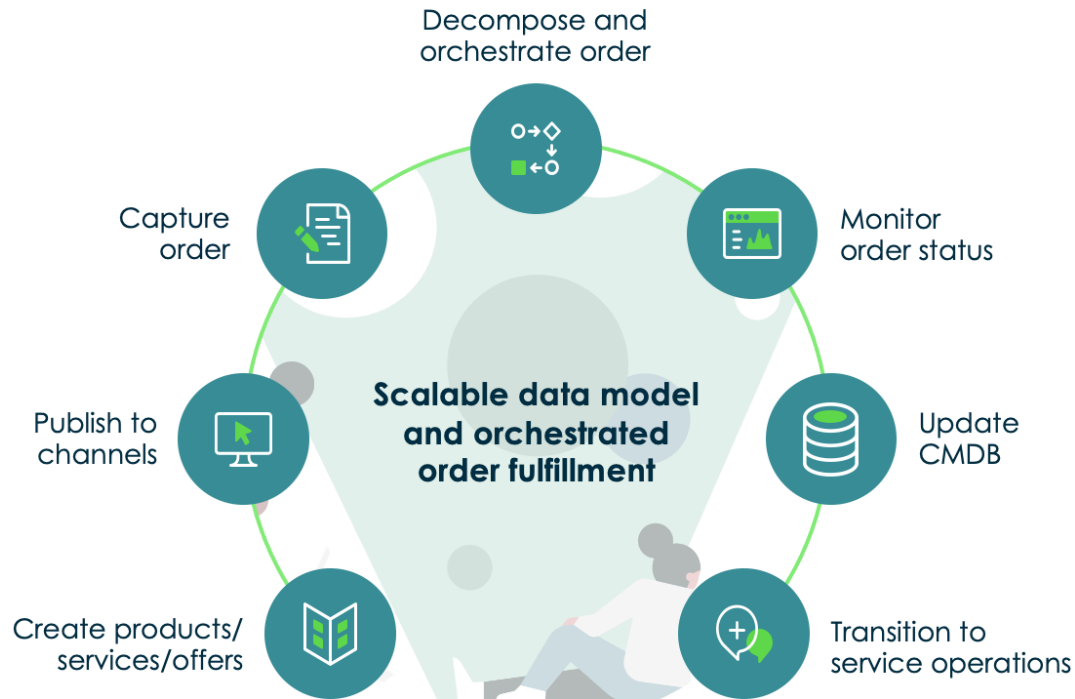 Decompose and
orchestrate order
Capture
order
Monitor
order status
Publish to
channels
Scalable data model
and orchestrated
order fulfillment
Update
CMDB
Create products/
services/offers
Transition to
service operations